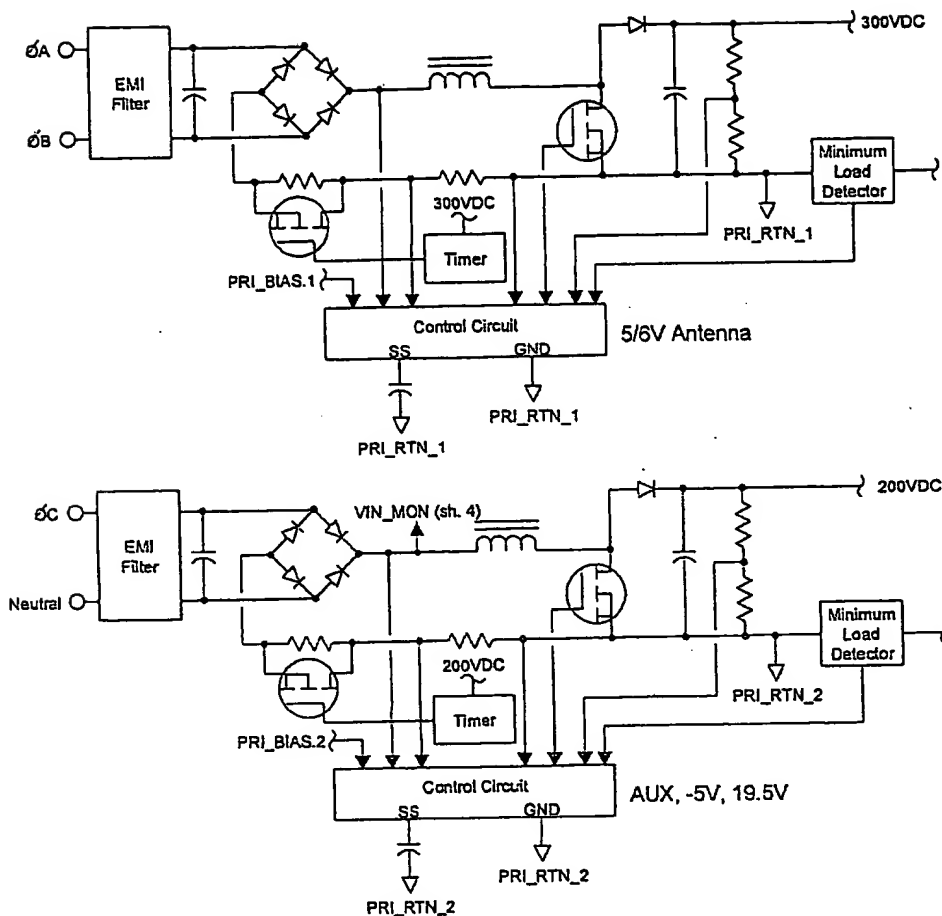 ØA
EMI
Filter
ØB
300VDC
Minimum
Load
Detector
300VDC
PRI_RTN_1
Timer
PRI_BIAS.1
Control Circuit
5/6V Antenna
SS
GND
PRI_RTN_1
PRI_RTN_1
ØC
EMI
Filter
Neutral
VIN_MON (sh. 4)
200VDC
Minimum
Load
Detector
200VDC
PRI_RTN_2
Timer
PRI_BIAS.2
Control Circuit
AUX, -5V, 19.5V
SS
GND
PRI_RTN_2
PRI_RTN_2